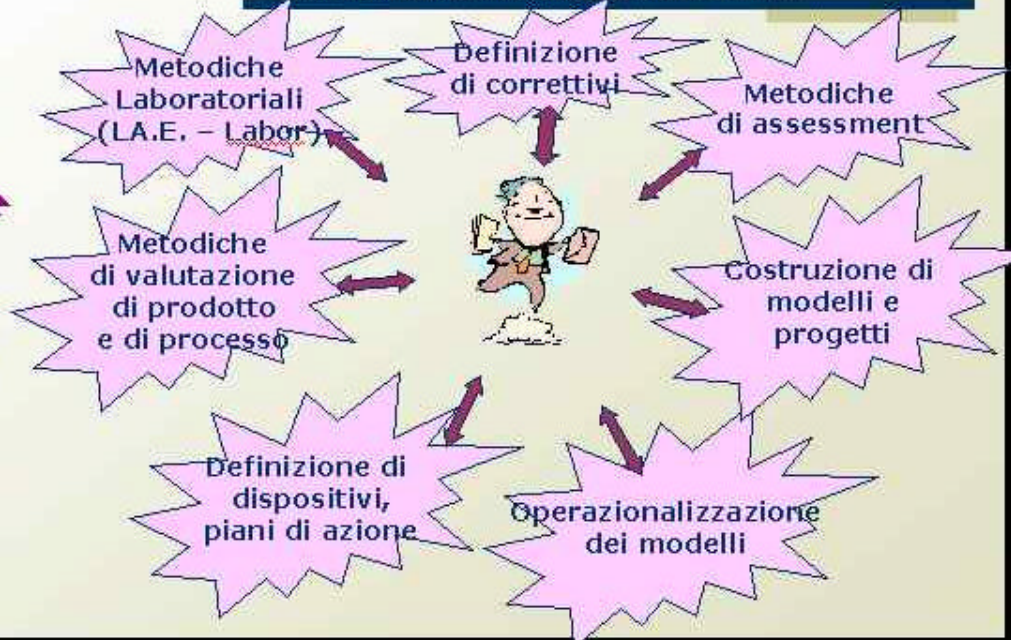 Metodiche
Laboratoriali
(LA.E. – Labor)
Definizione
di correttivi
Metodiche
di assessment
Metodiche
di valutazione
di prodotto
e di processo
Costruzione di
modelli e
progetti
Definizione di
dispositivi,
piani di azione
Operazionalizzazione
dei modelli